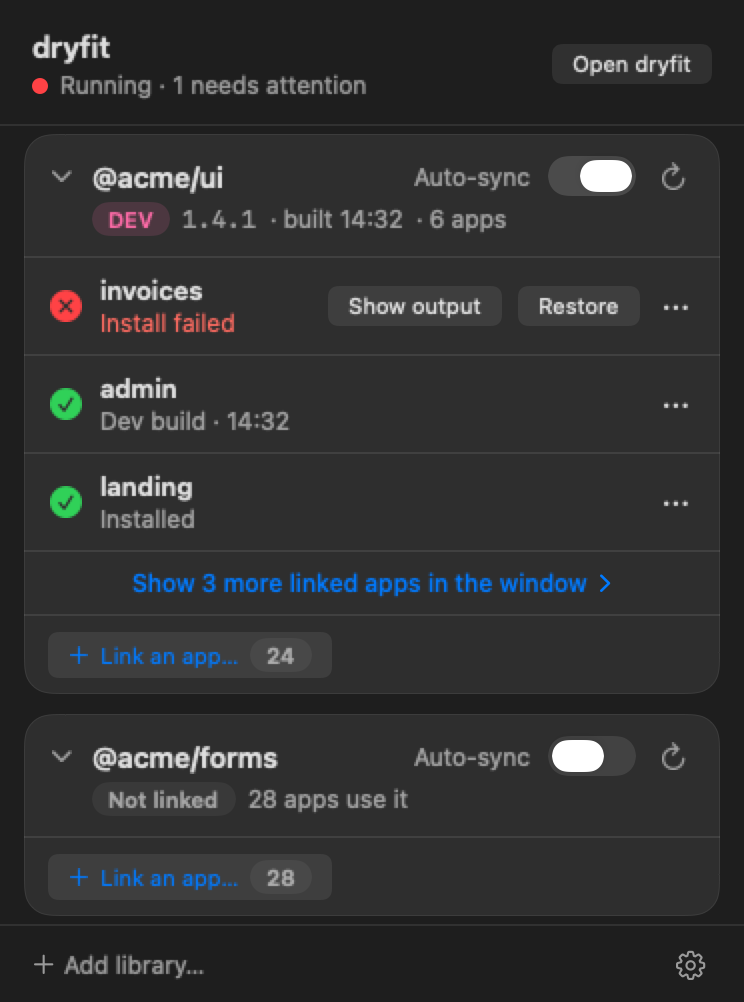 dryfit
Running · 1 needs attention
Open dryfit
@acme/ui
Auto-sync
DEV 1.4.1 · built 14:32 · 6 apps
invoices
Install failed
Show output
Restore
admin
Dev build · 14:32
landing
Installed
Show 3 more linked apps in the window
+ Link an app... 24
@acme/forms
Auto-sync
Not linked 28 apps use it
+ Link an app... 28
+ Add library...